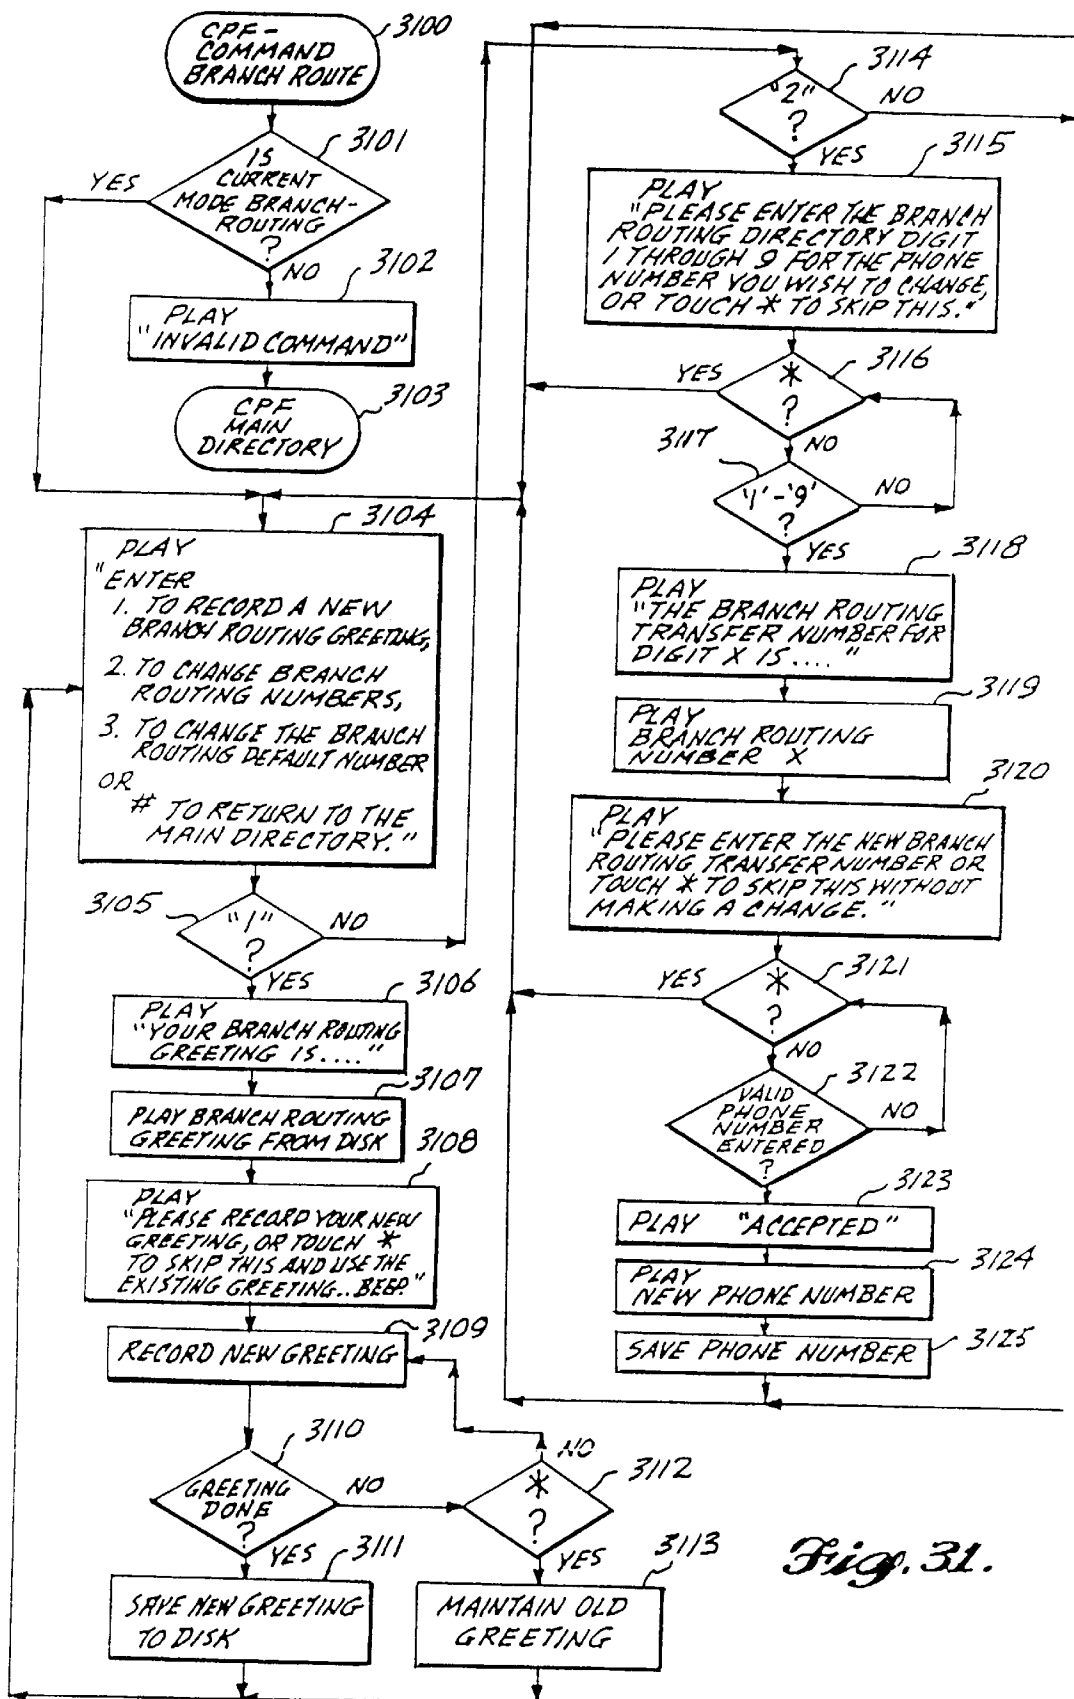 CPF-
COMMAND
BRANCH ROUTE
3100
IS
CURRENT
MODE BRANCH-
ROUTING
?
3101
YES
NO
3102
PLAY
"INVALID COMMAND"
CPF
MAIN
DIRECTORY
3103
3104
PLAY
"ENTER
1. TO RECORD A NEW
BRANCH ROUTING GREETING,
2. TO CHANGE BRANCH
ROUTING NUMBERS,
3. TO CHANGE THE BRANCH
ROUTING DEFAULT NUMBER
OR
# TO RETURN TO THE
MAIN DIRECTORY."
3105
"1"
?
NO
YES
3106
PLAY
"YOUR BRANCH ROUTING
GREETING IS...."
3107
PLAY BRANCH ROUTING
GREETING FROM DISK
3108
PLAY
"PLEASE RECORD YOUR NEW
GREETING, OR TOUCH *
TO SKIP THIS AND USE THE
EXISTING GREETING..BEEP."
3109
RECORD NEW GREETING
3110
GREETING
DONE
?
NO
YES
3111
SAVE NEW GREETING
TO DISK
NO
*
?
3112
YES
3113
MAINTAIN OLD
GREETING
"2"
?
3114
NO
YES
3115
PLAY
"PLEASE ENTER THE BRANCH
ROUTING DIRECTORY DIGIT
1 THROUGH 9 FOR THE PHONE
NUMBER YOU WISH TO CHANGE,
OR TOUCH * TO SKIP THIS."
3116
YES
*
?
NO
3117
'1'-'9'
?
NO
YES
3118
PLAY
"THE BRANCH ROUTING
TRANSFER NUMBER FOR
DIGIT X IS...."
3119
PLAY
BRANCH ROUTING
NUMBER X
3120
PLAY
"PLEASE ENTER THE NEW BRANCH
ROUTING TRANSFER NUMBER OR
TOUCH * TO SKIP THIS WITHOUT
MAKING A CHANGE."
YES
*
?
3121
NO
3122
VALID
PHONE
NUMBER
ENTERED
?
NO
3123
PLAY "ACCEPTED"
3124
PLAY
NEW PHONE NUMBER
SAVE PHONE NUMBER
3125
Fig. 31.